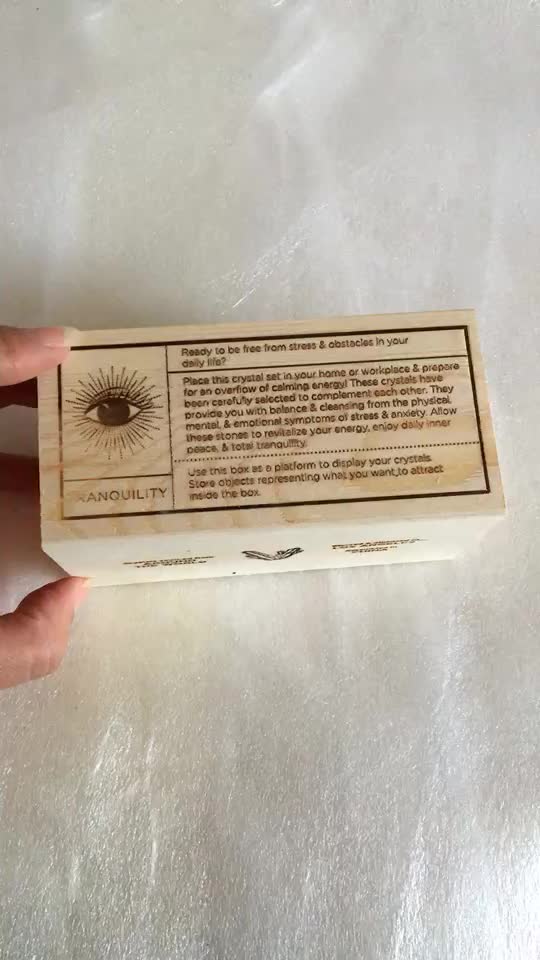 Ready to be free from stress & obstacles in your
daily life?
Place this crystal set in your home or workplace & prepare
for an overflow of calming energy! These crystals have
been carefully selected to complement each other. They
provide you with balance & cleansing from the physical,
mental, & emotional symptoms of stress & anxiety. Allow
these stones to revitalize your energy, enjoy daily inner
peace, & total tranquility.
Use this box as a platform to display your crystals.
Store objects representing what you want to attract
inside the box.
TRANQUILITY
THE WORLD